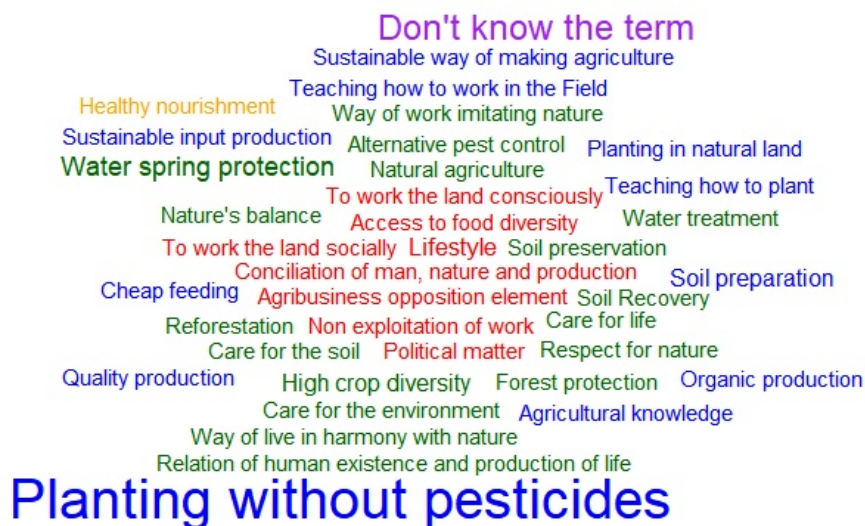 Don't know the term
Sustainable way of making agriculture
Teaching how to work in the Field
Healthy nourishment
Way of work imitating nature
Sustainable input production
Alternative pest control
Planting in natural land
Water spring protection
Natural agriculture
To work the land consciously
Teaching how to plant
Nature's balance
Access to food diversity
Water treatment
To work the land socially
Lifestyle
Soil preservation
Conciliation of man, nature and production
Soil preparation
Cheap feeding
Agribusiness opposition element
Soil Recovery
Reforestation
Non exploitation of work
Care for life
Care for the soil
Political matter
Respect for nature
Quality production
High crop diversity
Forest protection
Organic production
Care for the environment
Agricultural knowledge
Way of live in harmony with nature
Relation of human existence and production of life
Planting without pesticides